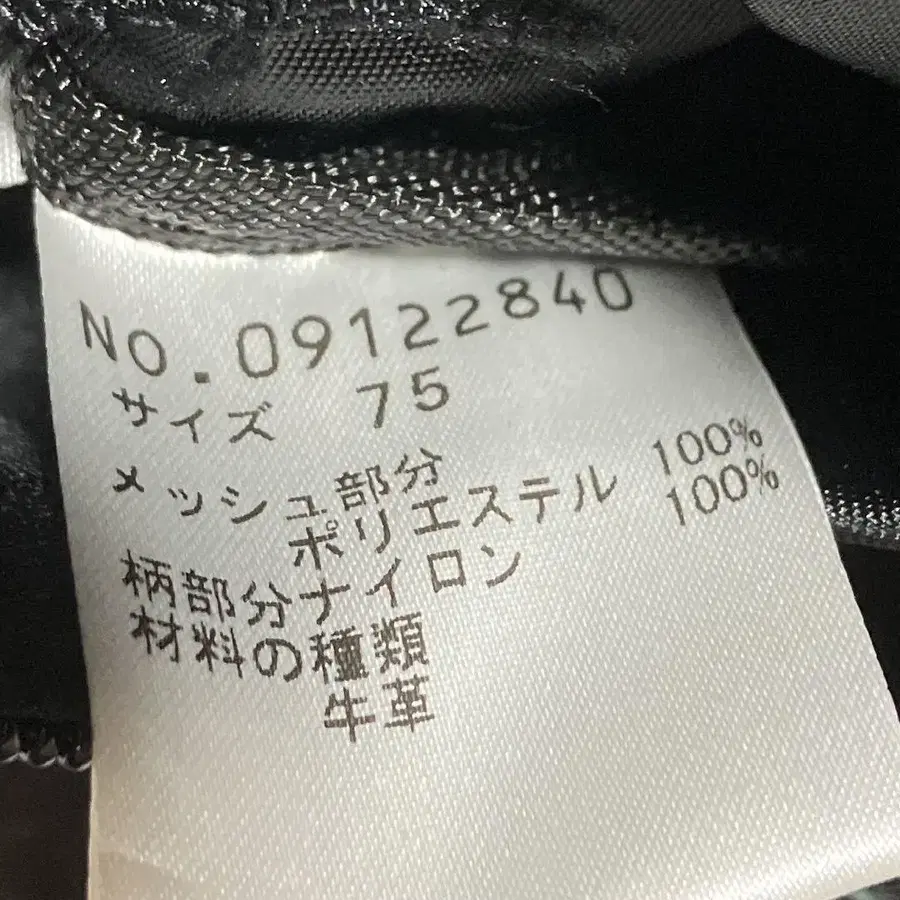 NO.09122840
サイズ 75
メッシュ部分
ポリエステル 100%
柄部分ナイロン 100%
材料の種類
牛革